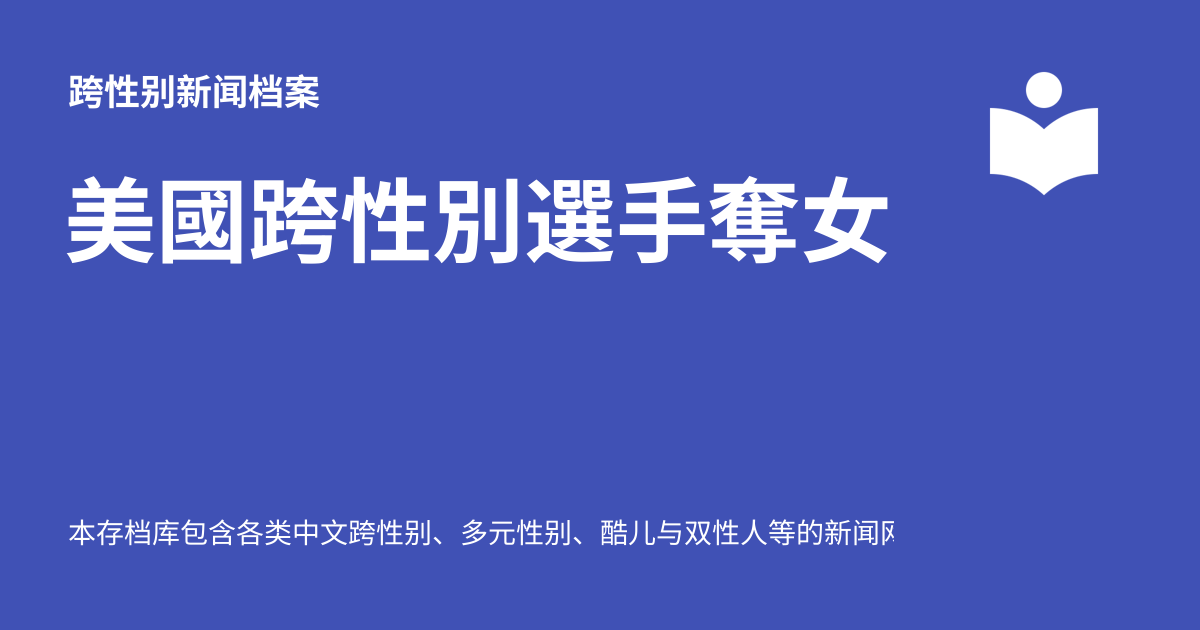 跨性别新闻档案
美國跨性別選手奪女
本存档库包含各类中文跨性别、多元性别、酷儿与双性人等的新闻网